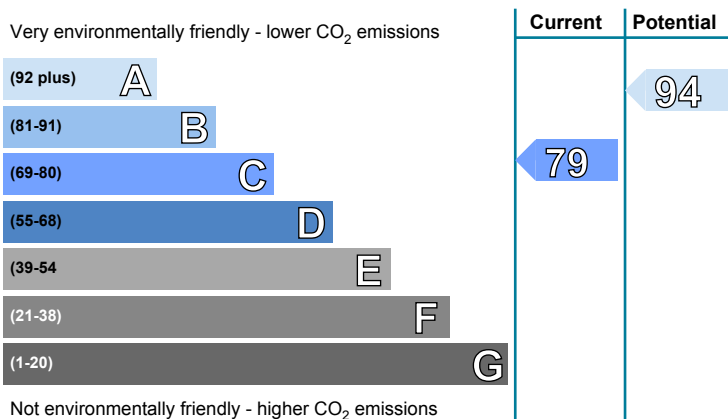 Current Potential
Very environmentally friendly - lower CO2 emissions
(92 plus) A
94
(81-91) B
(69-80) C
79
(55-68) D
(39-54 E
(21-38) F
(1-20) G
Not environmentally friendly - higher CO2 emissions